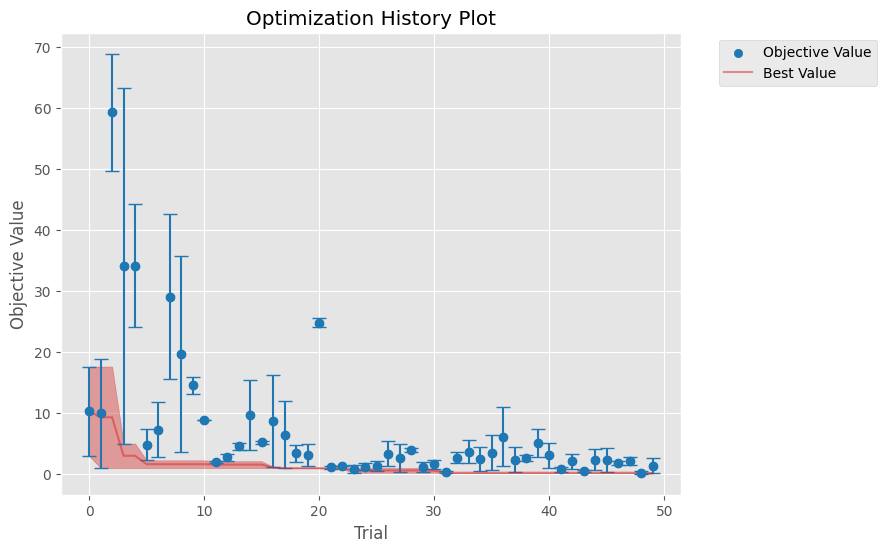 Optimization History Plot
Objective Value
Best Value
Objective Value
70
60
50
40
30
20
10
0
0 10 20 30 40 50
Trial